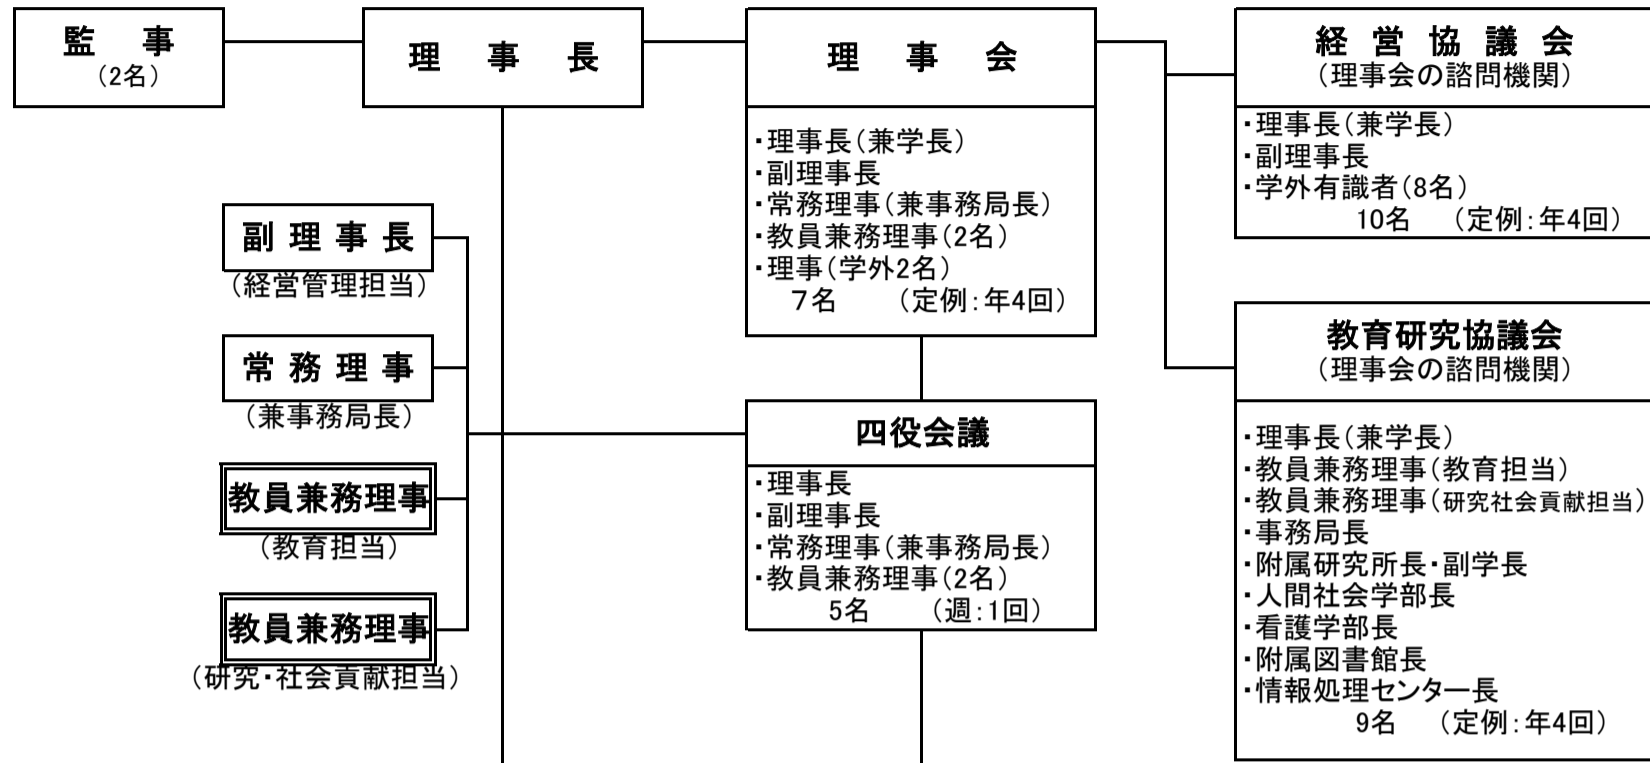 監事
（2名）
理事長
理事会
・理事長（兼学長）
・副理事長
・常務理事（兼事務局長）
・教員兼務理事（2名）
・理事（学外2名）
7名　（定例：年4回）
経営協議会
（理事会の諮問機関）
・理事長（兼学長）
・副理事長
・学外有識者（8名）
10名　（定例：年4回）
副理事長
（経営管理担当）
常務理事
（兼事務局長）
教員兼務理事
（教育担当）
教員兼務理事
（研究・社会貢献担当）
四役会議
・理事長
・副理事長
・常務理事（兼事務局長）
・教員兼務理事（2名）
5名　（週：1回）
教育研究協議会
（理事会の諮問機関）
・理事長（兼学長）
・教員兼務理事（教育担当）
・教員兼務理事（研究社会貢献担当）
・事務局長
・附属研究所長・副学長
・人間社会学部長
・看護学部長
・附属図書館長
・情報処理センター長
9名　（定例：年4回）